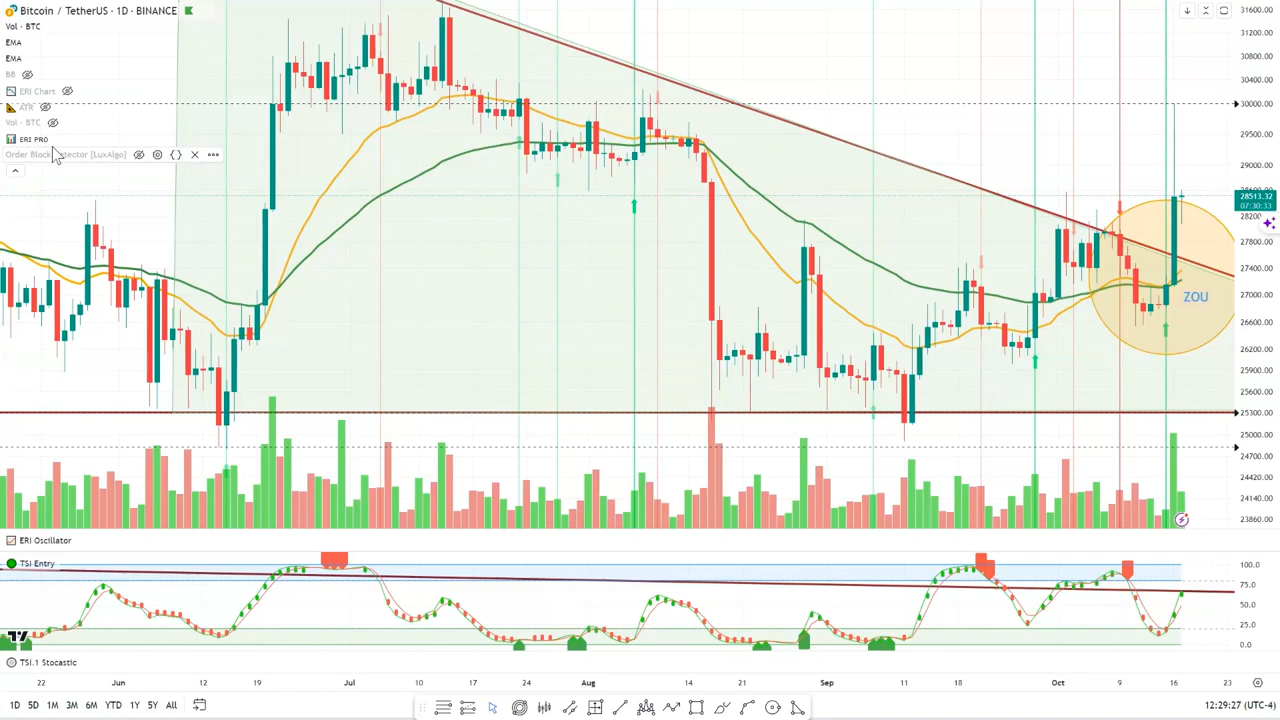 Bitcoin / TetherUS · 1D · BINANCE
Vol · BTC
EMA
EMA
BB
ERI Chart
ATR
Vol · BTC
ERI PRO
Order Block Detector [LuxAlgo]
31600.00
31200.00
30800.00
30400.00
30000.00
29500.00
29000.00
28513.32
07:30:33
28200.00
27800.00
27400.00
27000.00
26600.00
26200.00
25900.00
25600.00
25300.00
25000.00
24700.00
24420.00
24140.00
23860.00
ZOU
ERI Oscillator
TSI Entry
100.0
75.0
50.0
25.0
0.0
TSI.1 Stocastic
22 Jun 12 19 Jul 10 17 24 Aug 14 21 Sep 11 18 Oct 9 16 23
1D 5D 1M 3M 6M YTD 1Y 5Y All
12:29:27 (UTC-4)